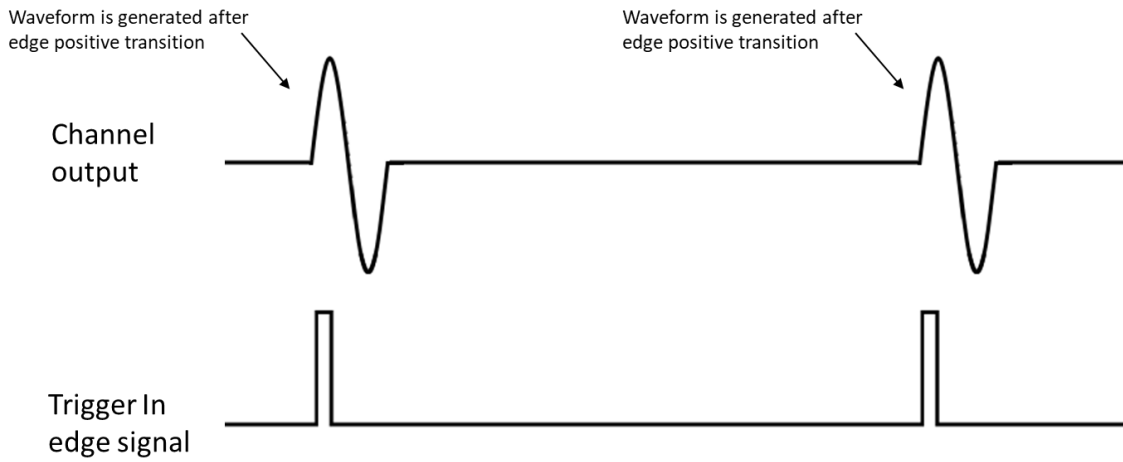 Waveform is generated after
edge positive transition
Waveform is generated after
edge positive transition
Channel
output
Trigger In
edge signal